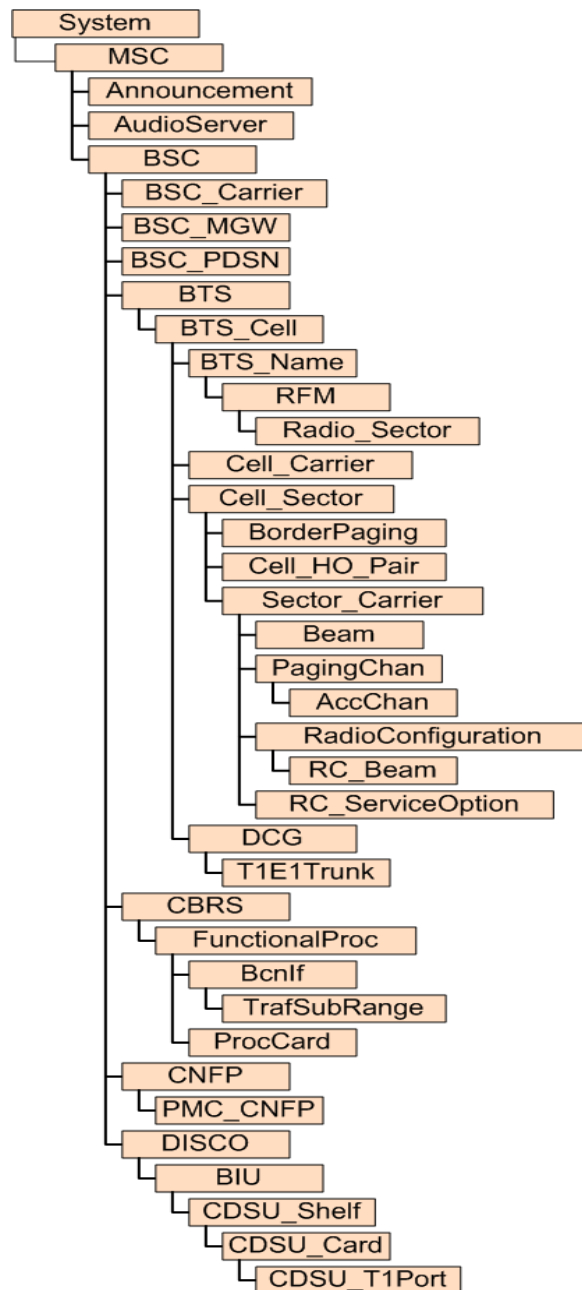 System
MSC
Announcement
AudioServer
BSC
BSC_Carrier
BSC_MGW
BSC_PDSN
BTS
BTS_Cell
BTS_Name
RFM
Radio_Sector
Cell_Carrier
Cell_Sector
BorderPaging
Cell_HO_Pair
Sector_Carrier
Beam
PagingChan
AccChan
RadioConfiguration
RC_Beam
RC_ServiceOption
DCG
T1E1Trunk
CBRS
FunctionalProc
BcnIf
TrafSubRange
ProcCard
CNFP
PMC_CNFP
DISCO
BIU
CDSU_Shelf
CDSU_Card
CDSU_T1Port